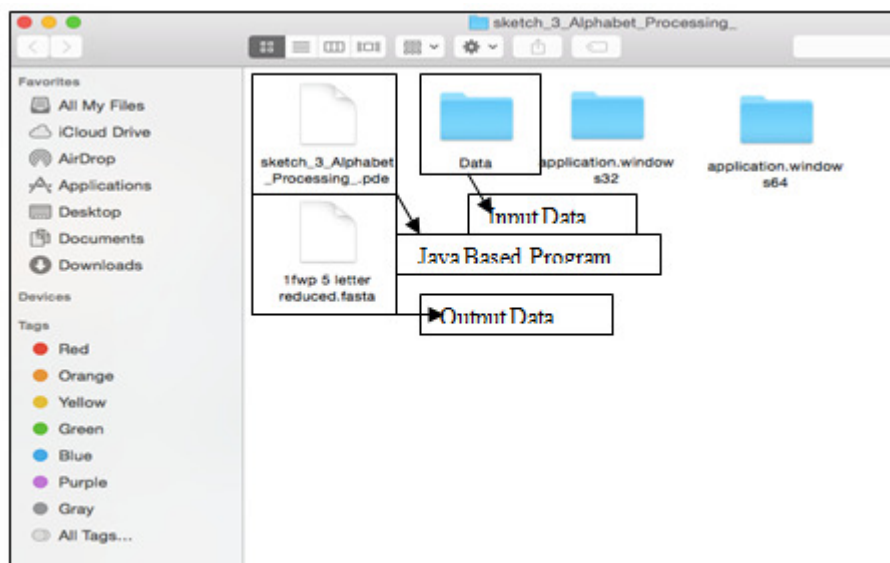 sketch_3_Alphabet_Processing_
Favorites
All My Files
iCloud Drive
AirDrop
Applications
Desktop
Documents
Downloads
Devices
Tags
Red
Orange
Yellow
Green
Blue
Purple
Gray
All Tags...
sketch_3_Alphabet
_Processing_.pde
Data
application.window
s32
application.window
s64
Input Data
Java Based Program
1fwp 5 letter
reduced.fasta
Output Data